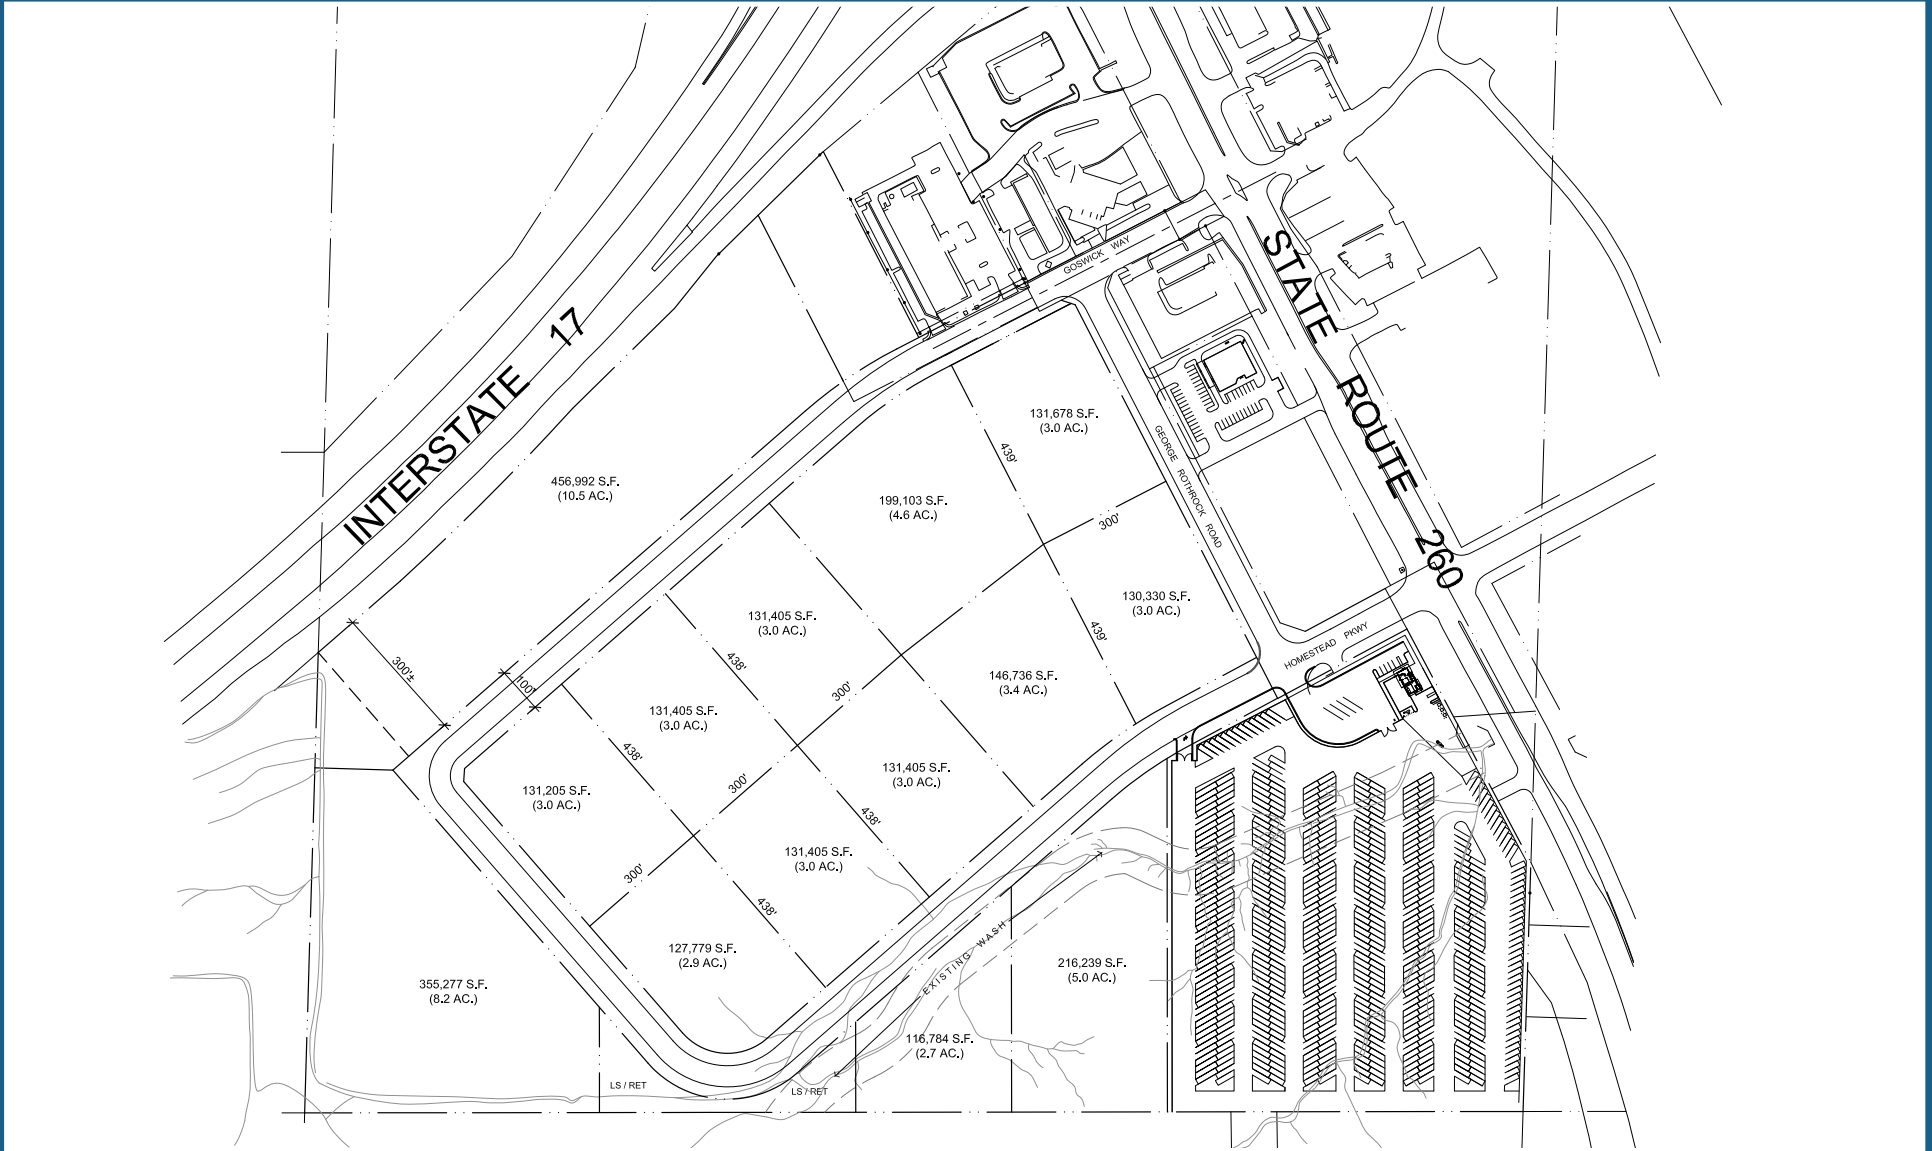 GOSWICK WAY
STATE ROUTE 260
INTERSTATE 17
131,678 S.F.
(3.0 AC.)
439'
GEORGE ROTHROCK ROAD
456,992 S.F.
(10.5 AC.)
199,103 S.F.
(4.6 AC.)
300'
130,330 S.F.
(3.0 AC.)
439'
131,405 S.F.
(3.0 AC.)
HOMESTEAD PKWY
300'±
438'
146,736 S.F.
(3.4 AC.)
100'
300'
131,405 S.F.
(3.0 AC.)
438'
131,405 S.F.
(3.0 AC.)
300'
131,205 S.F.
(3.0 AC.)
438'
131,405 S.F.
(3.0 AC.)
300'
438'
127,779 S.F.
(2.9 AC.)
EXISTING WASH
216,239 S.F.
(5.0 AC.)
355,277 S.F.
(8.2 AC.)
116,784 S.F.
(2.7 AC.)
LS / RET
LS / RET